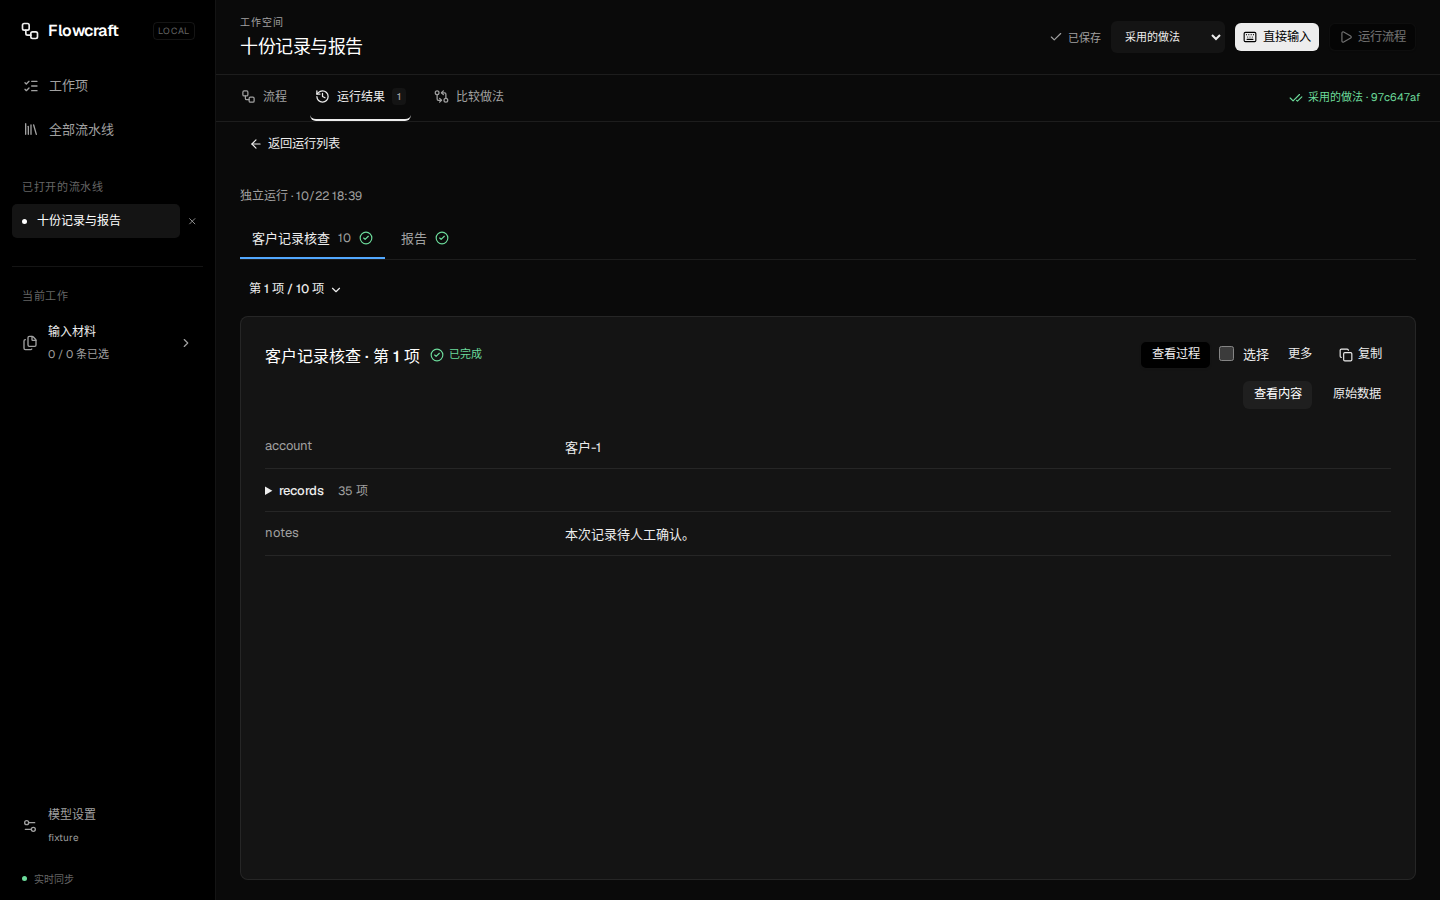 Flowcraft LOCAL
工作项
全部流水线
已打开的流水线
十份记录与报告
当前工作
输入材料
0 / 0 条已选
模型设置
fixture
实时同步
工作空间
十份记录与报告
已保存 采用的做法 直接输入 运行流程
流程 运行结果 1 比较做法 采用的做法 · 97c647af
返回运行列表
独立运行 · 10/22 18:39
客户记录核查 10 报告
第 1 项 / 10 项
客户记录核查 · 第 1 项 已完成 查看过程 选择 更多 复制
查看内容 原始数据
account 客户-1
records 35 项
notes 本次记录待人工确认。